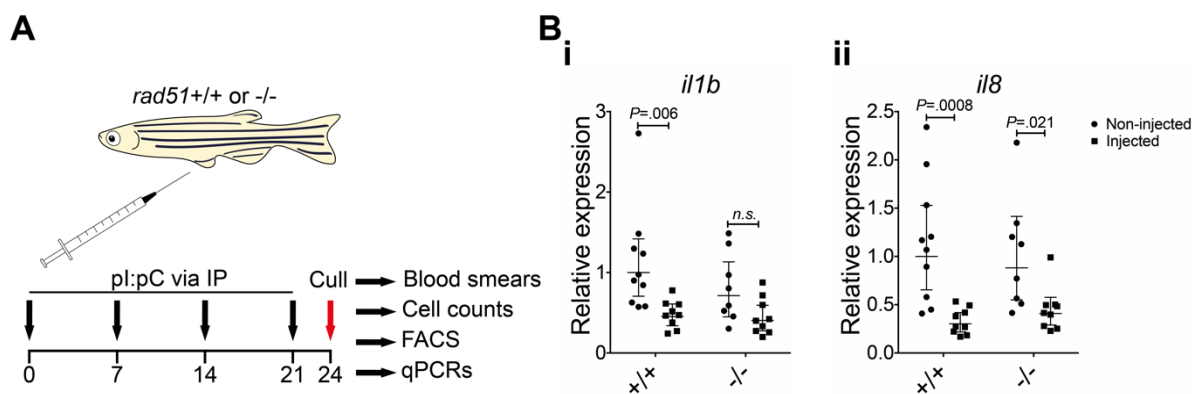 A
rad51+/+ or -/-
pI:pC via IP
Cull
Blood smears
Cell counts
FACS
qPCRs
0 7 14 21 24
B
i
il1b
Relative expression
3
2
1
0
P=.006
n.s.
+/+ -/-
ii
il8
Relative expression
2.5
2.0
1.5
1.0
0.5
0.0
P=.0008
P=.021
+/+ -/-
Non-injected
Injected